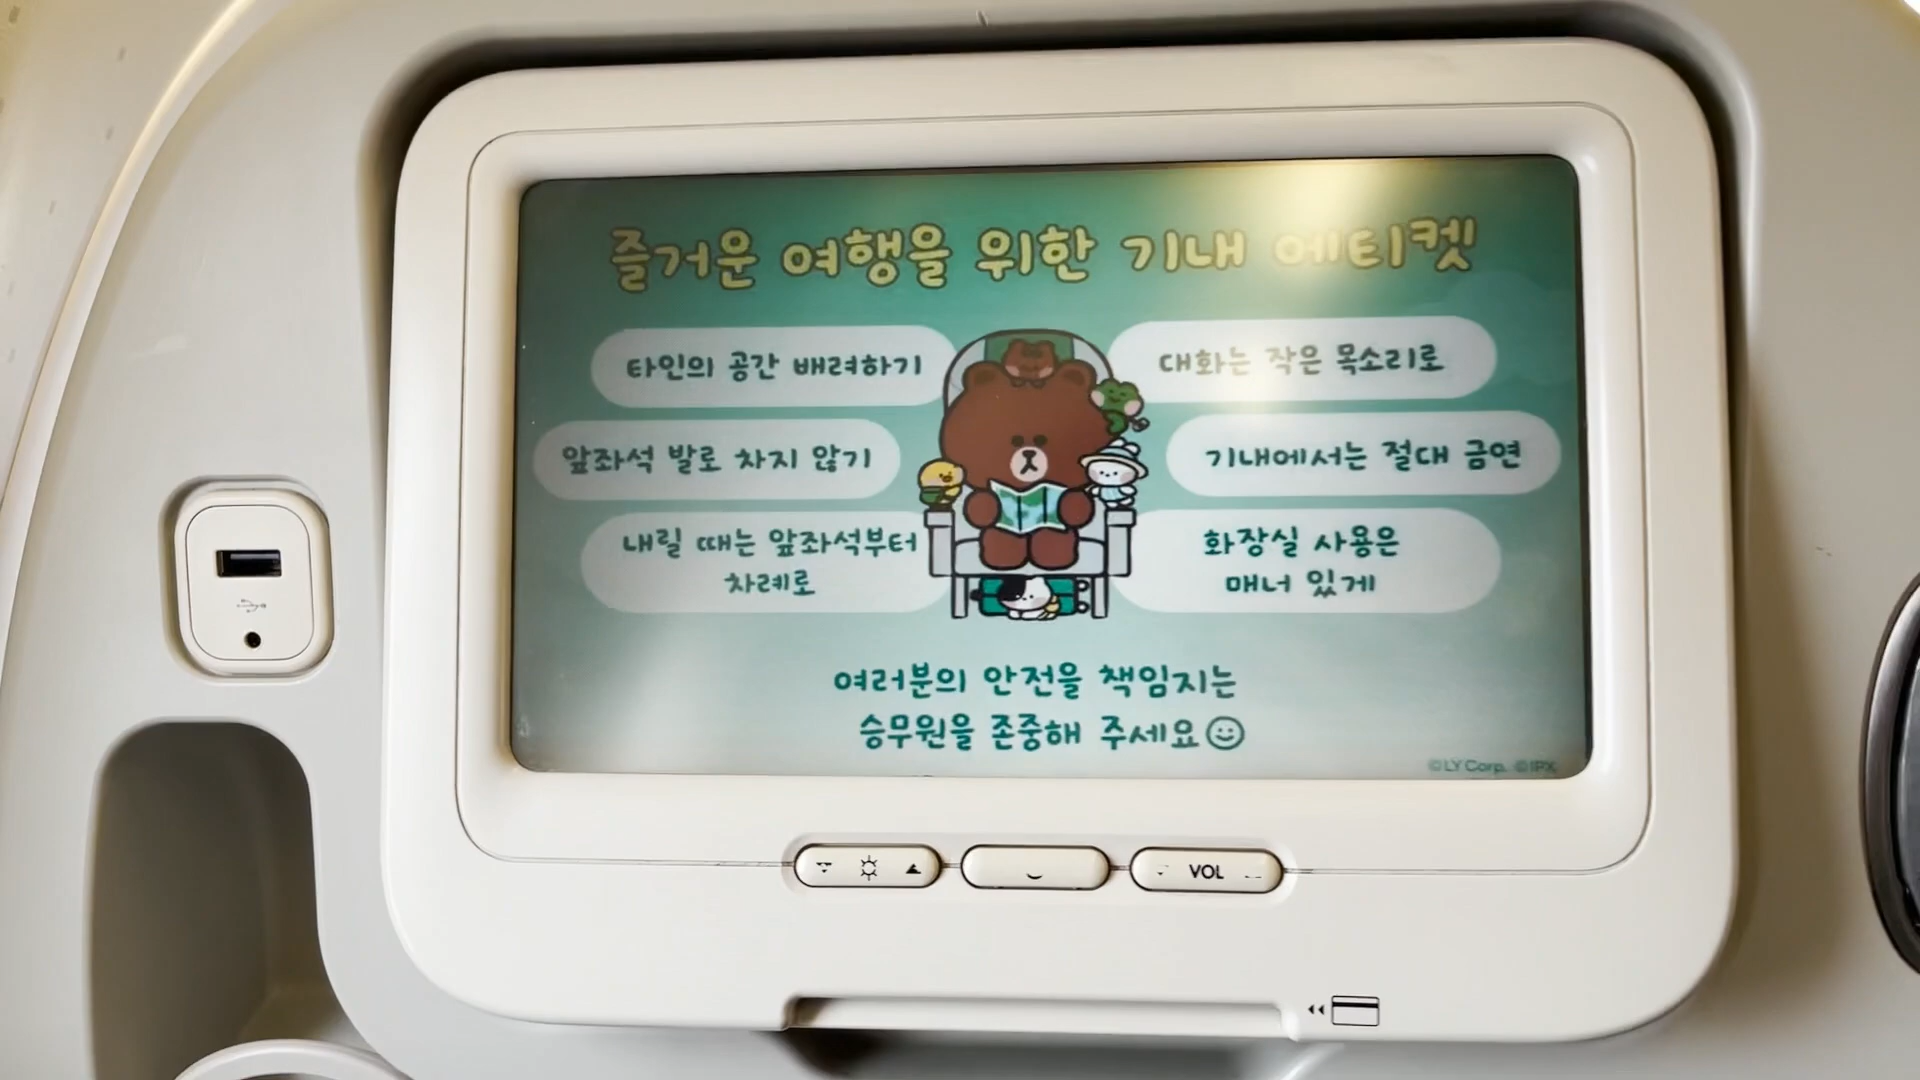 즐거운 여행을 위한 기내 에티켓
타인의 공간 배려하기
대화는 작은 목소리로
앞좌석 발로 차지 않기
기내에서는 절대 금연
내릴 때는 앞좌석부터
차례로
화장실 사용은
매너 있게
여러분의 안전을 책임지는
승무원을 존중해 주세요
©LY Corp. ©IPX
VOL